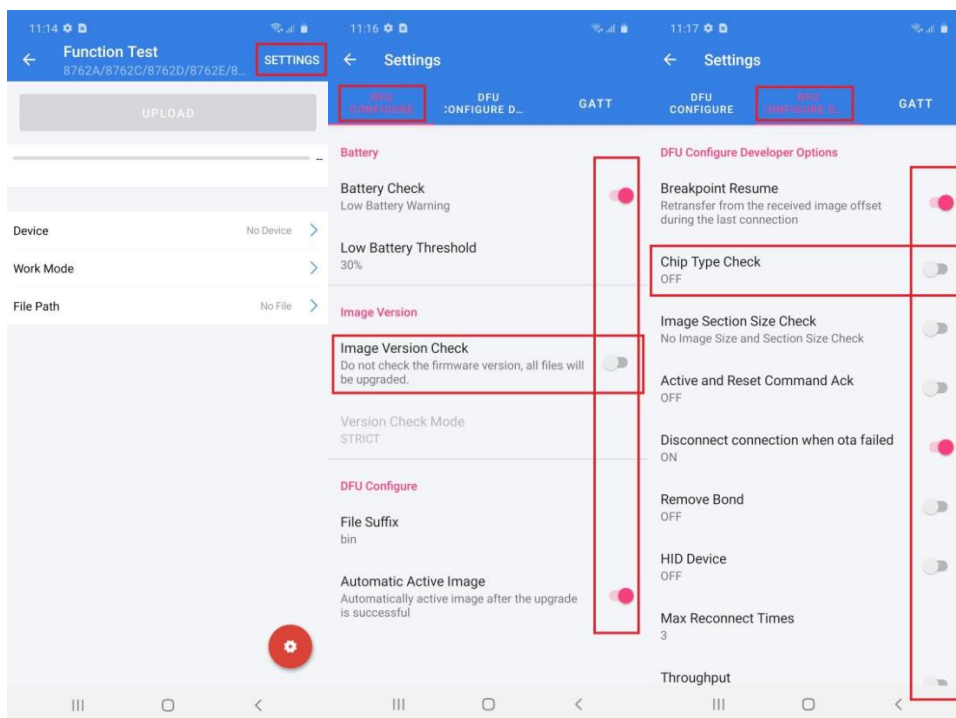 11:14
Function Test
SETTINGS
8762A/8762C/8762D/8762E/8...
UPLOAD
--
Device
No Device
Work Mode
File Path
No File
11:16
Settings
DFU
CONFIGURE
DFU
CONFIGURE D...
GATT
Battery
Battery Check
Low Battery Warning
Low Battery Threshold
30%
Image Version
Image Version Check
Do not check the firmware version, all files will
be upgraded.
Version Check Mode
STRICT
DFU Configure
File Suffix
bin
Automatic Active Image
Automatically active image after the upgrade
is successful
11:17
Settings
DFU
CONFIGURE
DFU
CONFIGURE D...
GATT
DFU Configure Developer Options
Breakpoint Resume
Retransfer from the received image offset
during the last connection
Chip Type Check
OFF
Image Section Size Check
No Image Size and Section Size Check
Active and Reset Command Ack
OFF
Disconnect connection when ota failed
ON
Remove Bond
OFF
HID Device
OFF
Max Reconnect Times
3
Throughput